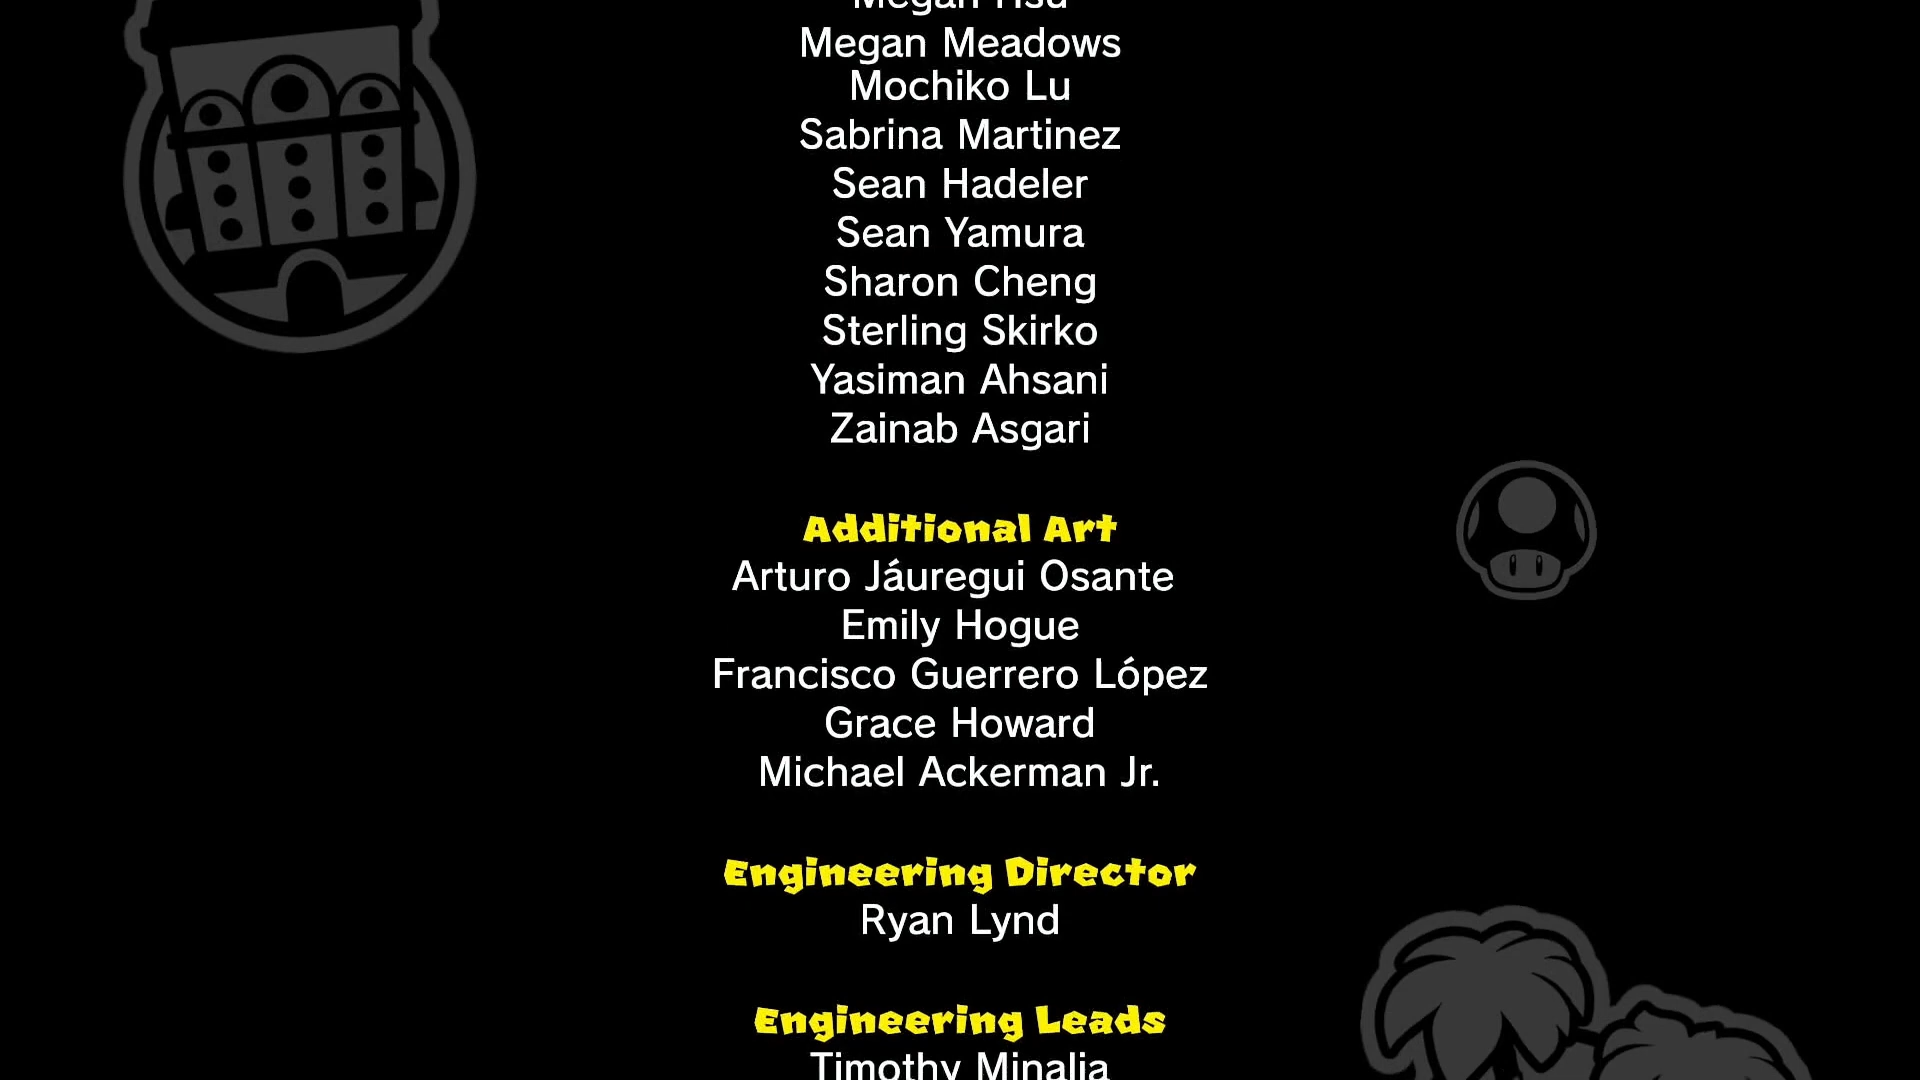 Megan Hsu
Megan Meadows
Mochiko Lu
Sabrina Martinez
Sean Hadeler
Sean Yamura
Sharon Cheng
Sterling Skirko
Yasiman Ahsani
Zainab Asgari
Additional Art
Arturo Jáuregui Osante
Emily Hogue
Francisco Guerrero López
Grace Howard
Michael Ackerman Jr.
Engineering Director
Ryan Lynd
Engineering Leads
Timothy Minalia